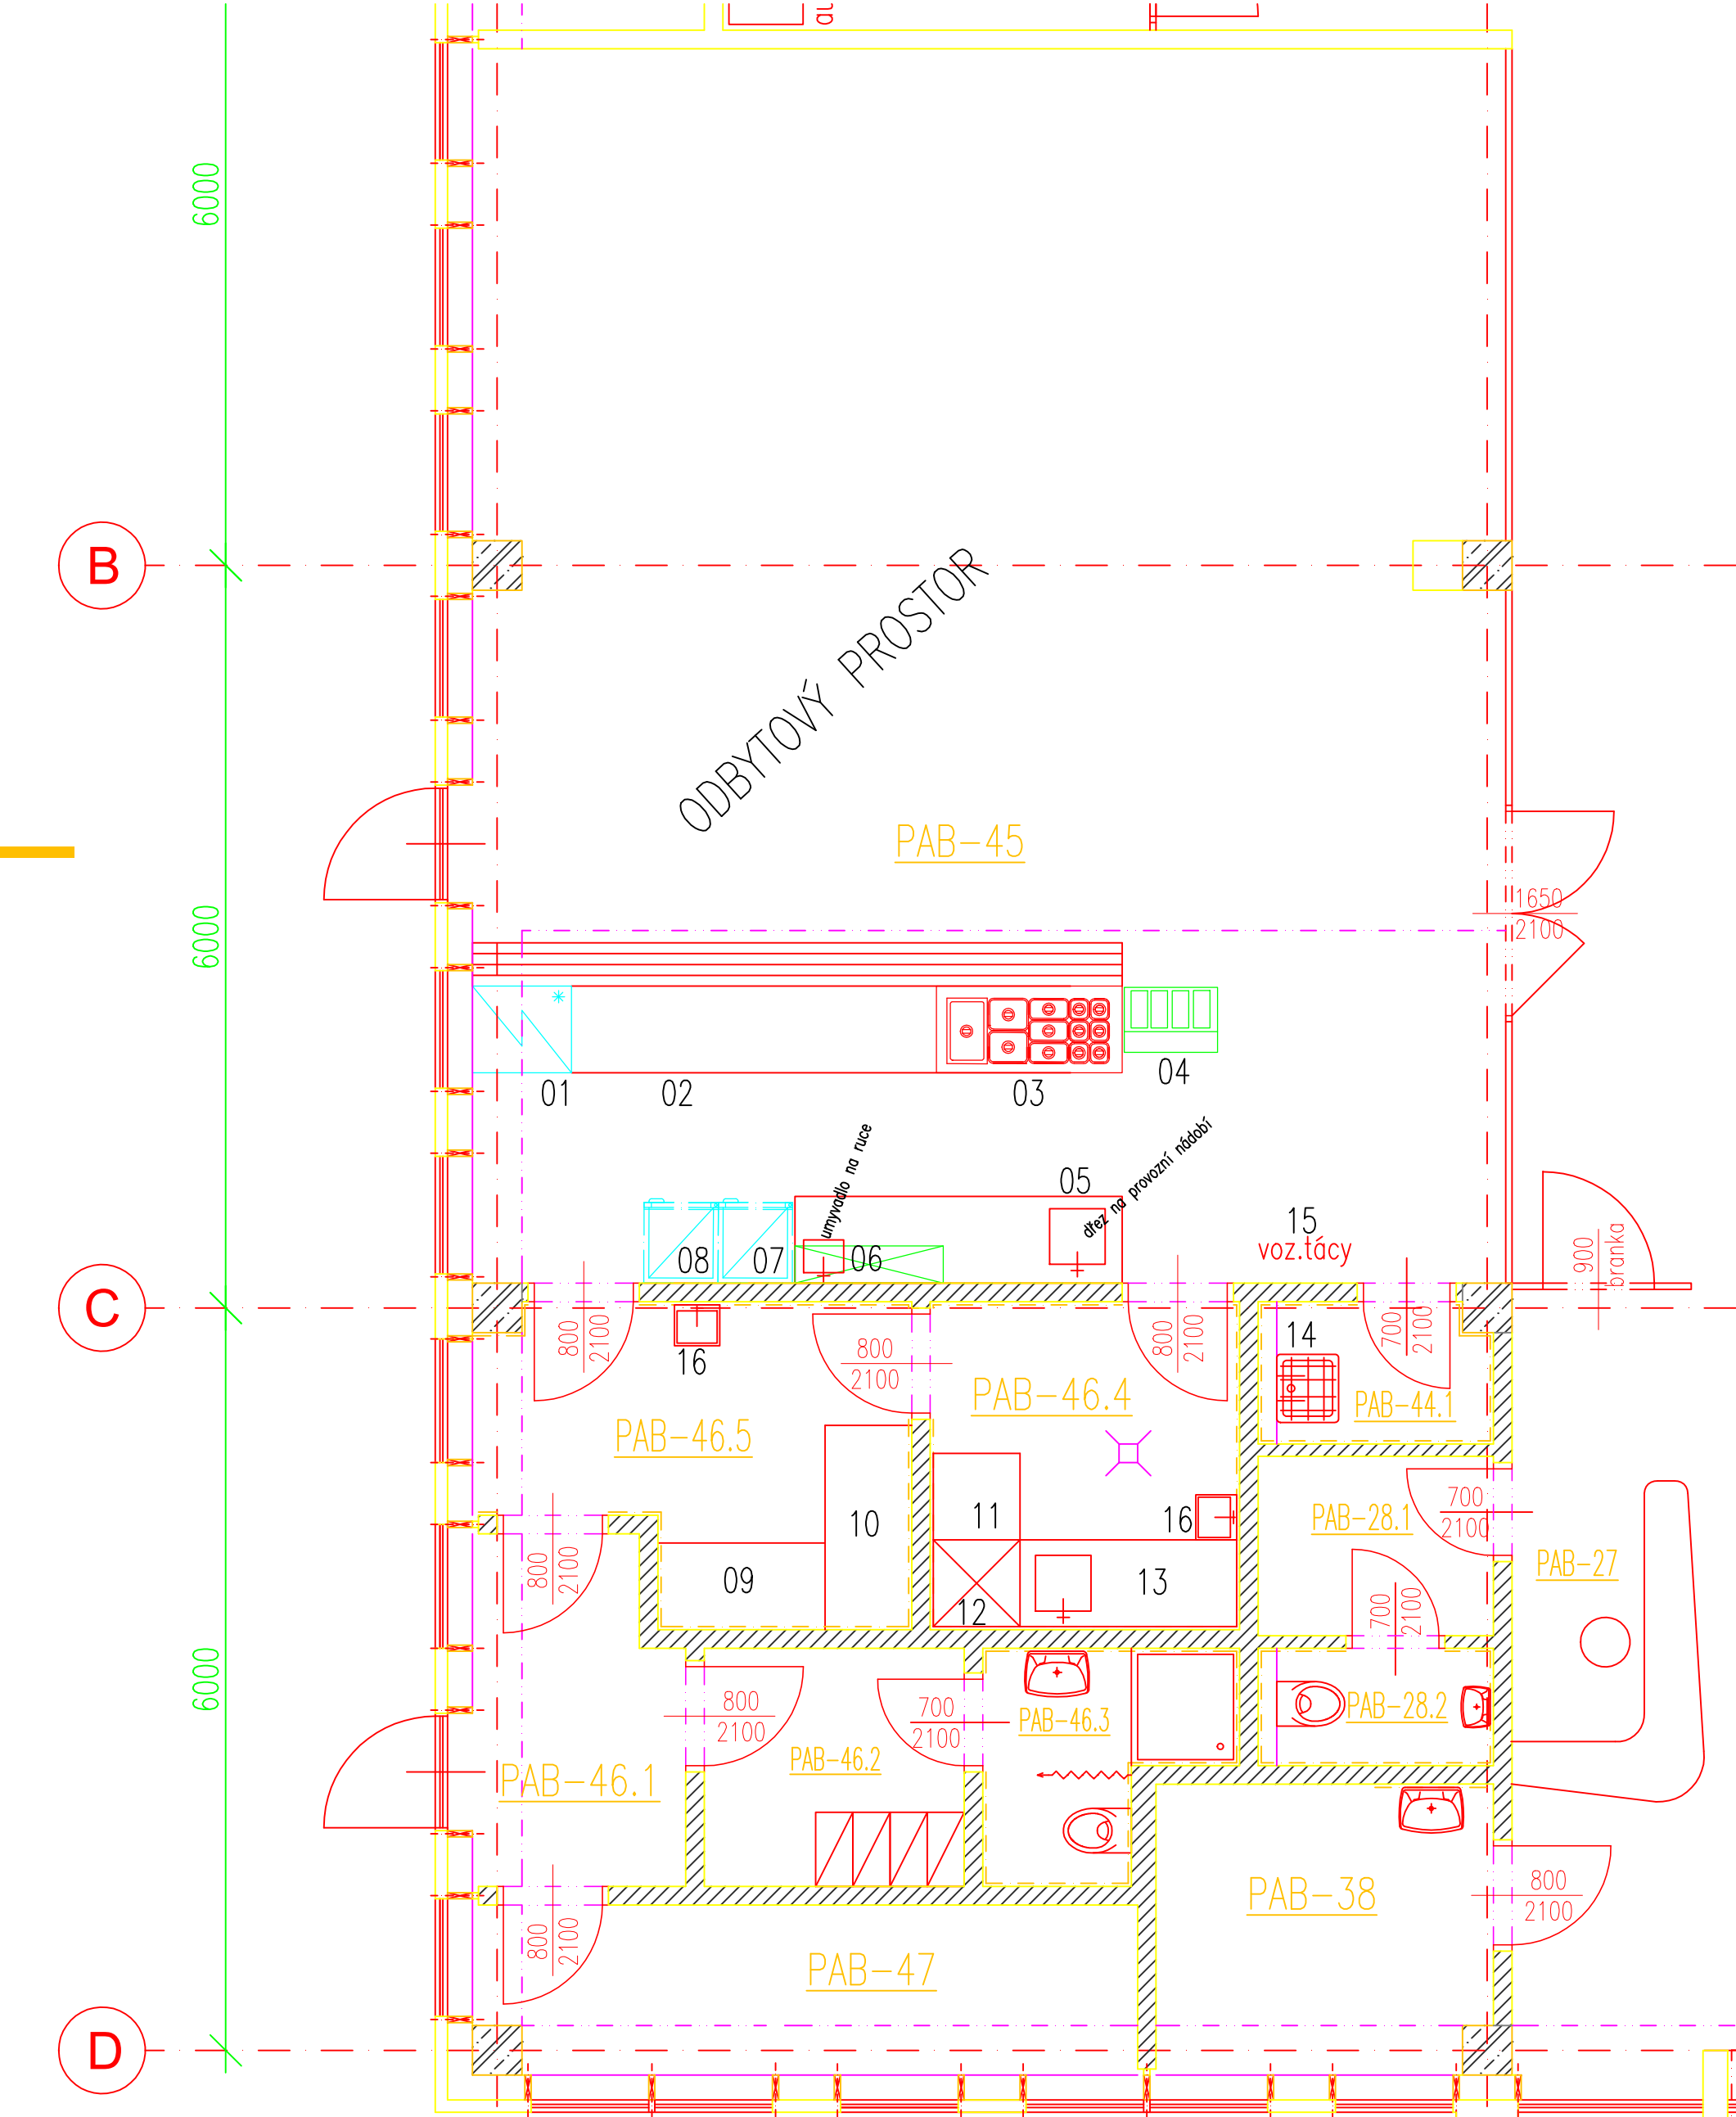 au
6000
B
ODBYTOVÝ PROSTOR
PAB-45
1650
2100
6000
01
02
03
04
umyvadlo na ruce
05
dřez na provozní nádobí
08
07
06
15
voz.tácy
900
branka
C
800
2100
16
800
2100
800
2100
14
700
2100
PAB-46.4
PAB-44.1
PAB-46.5
10
11
16
PAB-28.1
700
2100
PAB-27
800
2100
09
12
13
700
2100
6000
800
2100
700
2100
PAB-46.3
PAB-28.2
PAB-46.1
PAB-46.2
PAB-38
800
2100
800
2100
PAB-47
D